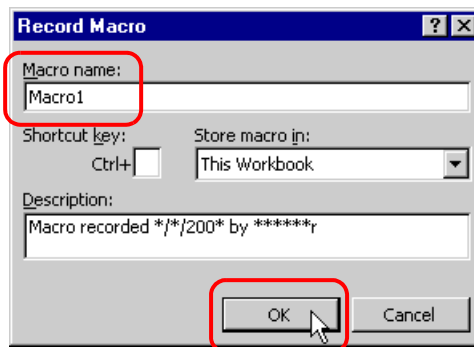 Record Macro
Macro name:
Macro1
Shortcut key: Store macro in:
Ctrl+ This Workbook
Description:
Macro recorded */*/200* by ******r
OK Cancel